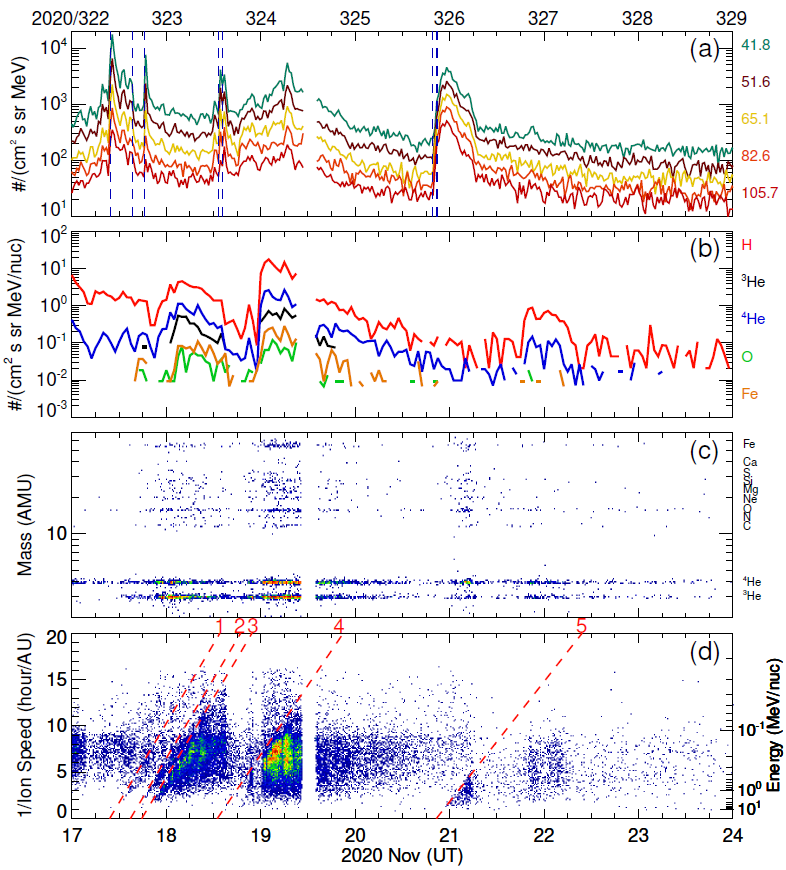 2020/322 323 324 325 326 327 328 329
(a)
#/(cm² s sr MeV)
10⁴
10³
10²
10¹
41.8
51.6
65.1
82.6
105.7
(b)
#/(cm² s sr MeV/nuc)
10²
10¹
10⁰
10⁻¹
10⁻²
10⁻³
H
³He
⁴He
O
Fe
(c)
Mass (AMU)
10
Fe
Ca
S
Si
Mg
Ne
O
N
C
⁴He
³He
1 2 3 4 5
(d)
1/Ion Speed (hour/AU)
20
15
10
5
0
10⁻¹
10⁰
10¹
Energy (MeV/nuc)
17 18 19 20 21 22 23 24
2020 Nov (UT)